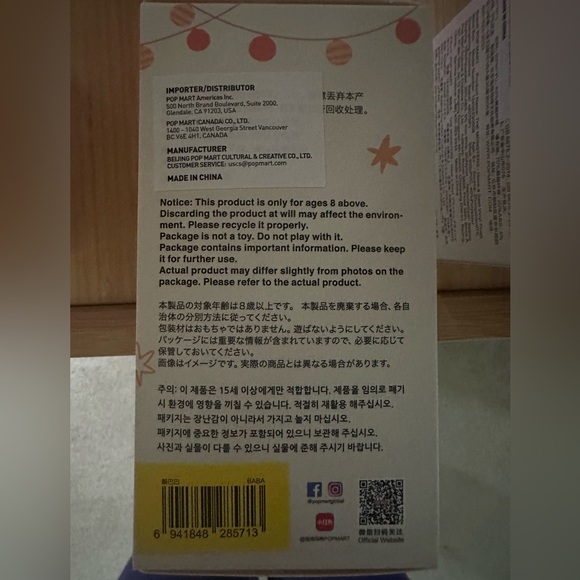 IMPORTER/DISTRIBUTOR
POP MART Americas Inc.
500 North Brand Boulevard, Suite 2000,
Glendale, CA 91203, USA
POP MART (CANADA) CO., LTD.
1400 - 1040 West Georgia Street Vancouver
BC V6E 4H1, CANADA
MANUFACTURER
BEIJING POP MART CULTURAL & CREATIVE CO., LTD.
CUSTOMER SERVICE: uscs@popmart.com
MADE IN CHINA
丢弃本产
回收处理。
Notice: This product is only for ages 8 above.
Discarding the product at will may affect the environ-
ment. Please recycle it properly.
Package is not a toy. Do not play with it.
Package contains important information. Please keep
it for further use.
Actual product may differ slightly from photos on the
package. Please refer to the actual product.
本製品の対象年齢は8歳以上です。 本製品を廃棄する場合、各自
治体の分別方法に従ってください。
包装材はおもちゃではありません。遊ばないようにしてください。
パッケージには重要な情報が含まれていますので、必要に応じて
保管しておいてください。
画像はイメージです。実際の商品とは異なる場合があります。
주의: 이 제품은 15세 이상에게만 적합합니다. 제품을 임의로 폐기
시 환경에 영향을 끼칠 수 있습니다. 적절히 재활용 해주십시오.
패키지는 장난감이 아니라서 가지고 놀지 마십시오.
패키지에 중요한 정보가 포함되어 있으니 보관해 주십시오.
사진과 실물이 다를 수 있으니 실물에 준해 주시기 바랍니다.
BABA
6 941848 285713
@popmartglobal
小红书
POPMART
Official Website